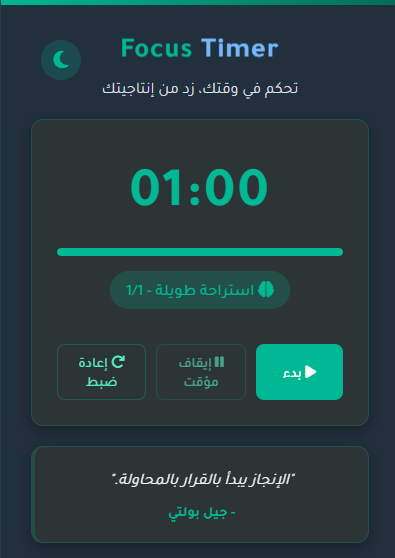 Focus Timer
تحكم في وقتك، زد من إنتاجيتك
01:00
استراحة طويلة - 1/1
بدء
إيقاف
مؤقت
إعادة
ضبط
"الإنجاز يبدأ بالقرار بالمحاولة."
- جيل بولتي